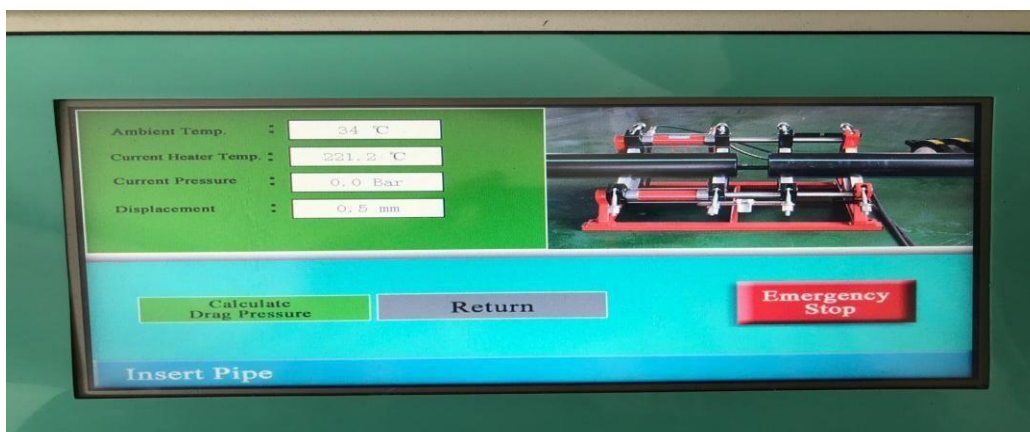 Ambient Temp. : 34 ℃
Current Heater Temp. : 221.2 ℃
Current Pressure : 0.0 Bar
Displacement : 0.5 mm
Calculate
Drag Pressure
Return
Emergency
Stop
Insert Pipe